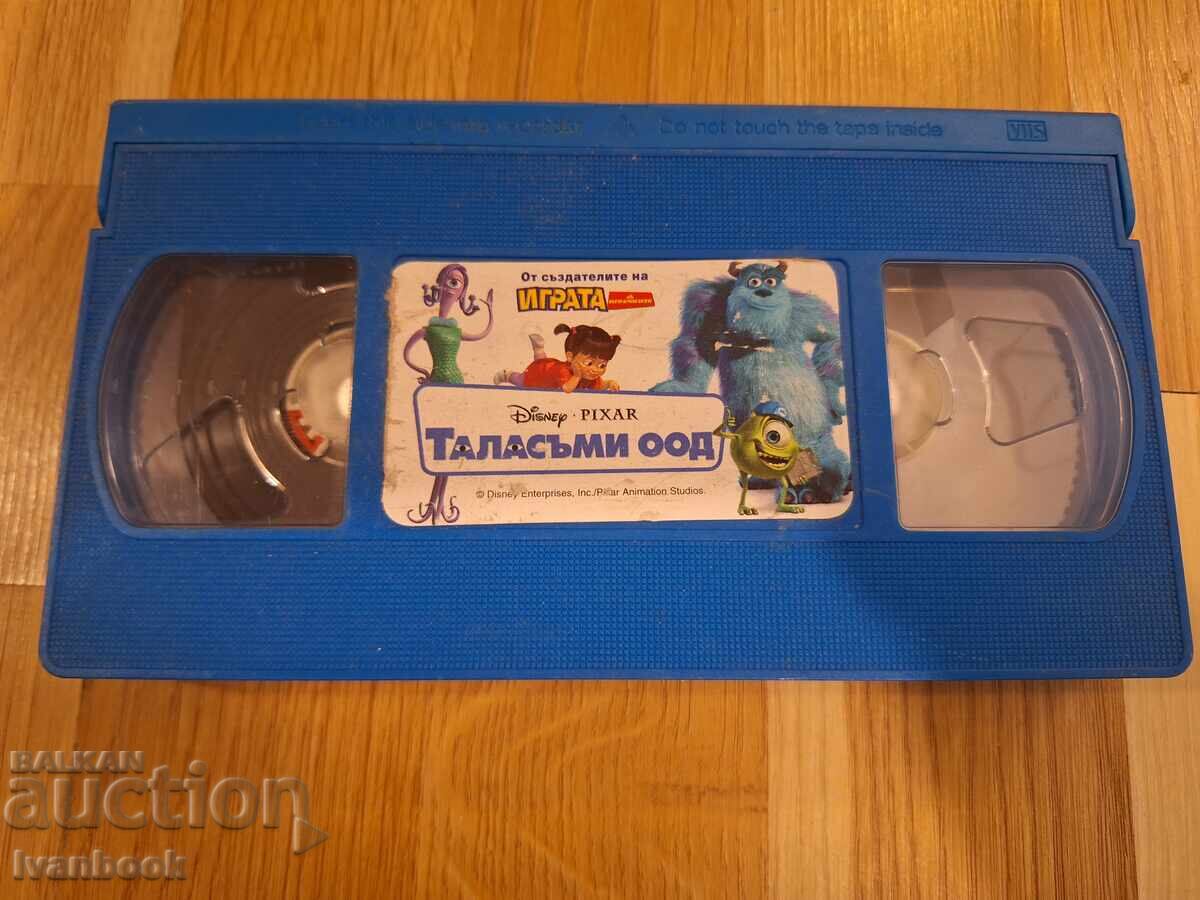 Do not touch the tape inside
VHS
От създателите на
ИГРАТА
Disney · PIXAR
ТАЛАСЪМИ ООД
© Disney Enterprises, Inc./Pixar Animation Studios.
BALKAN
auction
Ivanbook